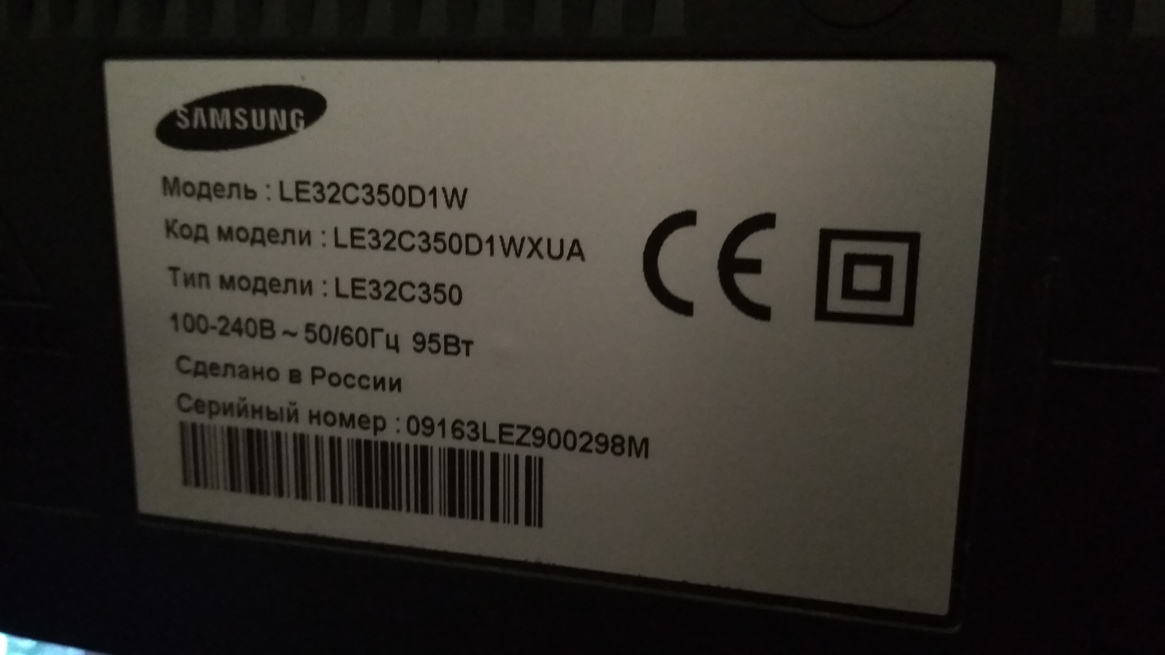 SAMSUNG
Модель : LE32C350D1W
Код модели : LE32C350D1WXUA
Тип модели : LE32C350
100-240В ~ 50/60Гц 95Вт
Сделано в России
Серийный номер : 09163LEZ900298M
CE